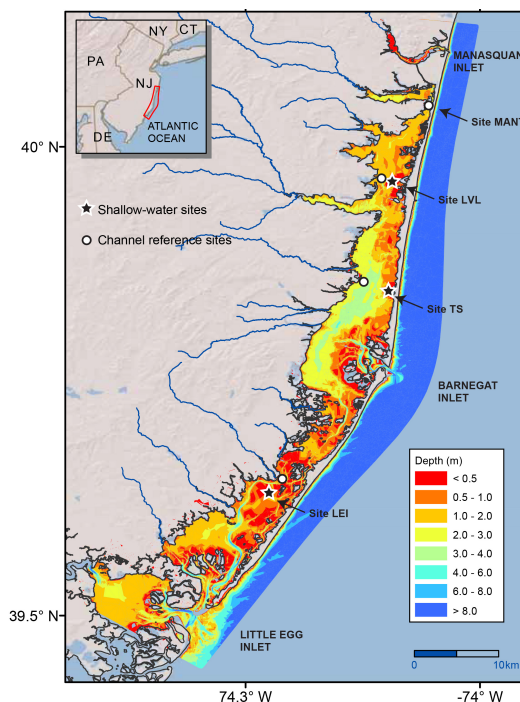 NY
CT
PA
NJ
DE
ATLANTIC
OCEAN
MANASQUAN
INLET
Site MANT
40° N
Site LVL
Shallow-water sites
Channel reference sites
Site TS
BARNEGAT
INLET
Depth (m)
< 0.5
0.5 - 1.0
1.0 - 2.0
2.0 - 3.0
3.0 - 4.0
4.0 - 6.0
6.0 - 8.0
> 8.0
Site LEI
39.5° N
LITTLE EGG
INLET
0
10km
74.3° W
-74° W